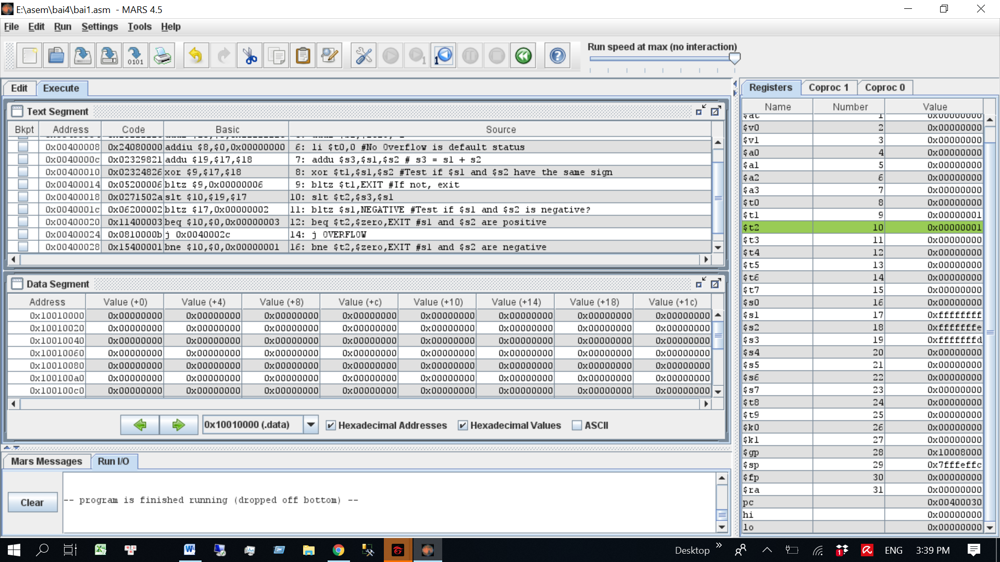 E:\asem\bai4\bai1.asm - MARS 4.5
File Edit Run Settings Tools Help
Run speed at max (no interaction)
Edit Execute
Text Segment
Bkpt Address Code Basic Source
0x00400008 0x24080000 addiu $8,$0,0x00000000 6: li $t0,0 #No Overflow is default status
0x0040000c 0x02329821 addu $19,$17,$18 7: addu $s3,$s1,$s2 # s3 = s1 + s2
0x00400010 0x02324826 xor $9,$17,$18 8: xor $t1,$s1,$s2 #Test if $s1 and $s2 have the same sign
0x00400014 0x05200006 bltz $9,0x00000006 9: bltz $t1,EXIT #If not, exit
0x00400018 0x0271502a slt $10,$19,$17 10: slt $t2,$s3,$s1
0x0040001c 0x06200002 bltz $17,0x00000002 11: bltz $s1,NEGATIVE #Test if $s1 and $s2 is negative?
0x00400020 0x11400003 beq $10,$0,0x00000003 12: beq $t2,$zero,EXIT #s1 and $s2 are positive
0x00400024 0x0810000b j 0x0040002c 14: j OVERFLOW
0x00400028 0x15400001 bne $10,$0,0x00000001 16: bne $t2,$zero,EXIT #s1 and $s2 are negative
Data Segment
Address Value (+0) Value (+4) Value (+8) Value (+c) Value (+10) Value (+14) Value (+18) Value (+1c)
0x10010000 0x00000000 0x00000000 0x00000000 0x00000000 0x00000000 0x00000000 0x00000000 0x00000000
0x10010020 0x00000000 0x00000000 0x00000000 0x00000000 0x00000000 0x00000000 0x00000000 0x00000000
0x10010040 0x00000000 0x00000000 0x00000000 0x00000000 0x00000000 0x00000000 0x00000000 0x00000000
0x10010060 0x00000000 0x00000000 0x00000000 0x00000000 0x00000000 0x00000000 0x00000000 0x00000000
0x10010080 0x00000000 0x00000000 0x00000000 0x00000000 0x00000000 0x00000000 0x00000000 0x00000000
0x100100a0 0x00000000 0x00000000 0x00000000 0x00000000 0x00000000 0x00000000 0x00000000 0x00000000
0x100100c0 0x00000000 0x00000000 0x00000000 0x00000000 0x00000000 0x00000000 0x00000000 0x00000000
0x10010000 (.data) Hexadecimal Addresses Hexadecimal Values ASCII
Mars Messages Run I/O
Clear
-- program is finished running (dropped off bottom) --
Registers Coproc 1 Coproc 0
Name Number Value
$at 1 0x00000000
$v0 2 0x00000000
$v1 3 0x00000000
$a0 4 0x00000000
$a1 5 0x00000000
$a2 6 0x00000000
$a3 7 0x00000000
$t0 8 0x00000000
$t1 9 0x00000001
$t2 10 0x00000001
$t3 11 0x00000000
$t4 12 0x00000000
$t5 13 0x00000000
$t6 14 0x00000000
$t7 15 0x00000000
$s0 16 0x00000000
$s1 17 0xffffffff
$s2 18 0xfffffffe
$s3 19 0xfffffffd
$s4 20 0x00000000
$s5 21 0x00000000
$s6 22 0x00000000
$s7 23 0x00000000
$t8 24 0x00000000
$t9 25 0x00000000
$k0 26 0x00000000
$k1 27 0x00000000
$gp 28 0x10008000
$sp 29 0x7fffeffc
$fp 30 0x00000000
$ra 31 0x00000000
pc 0x00400030
hi 0x00000000
lo 0x00000000
Desktop ENG 3:39 PM